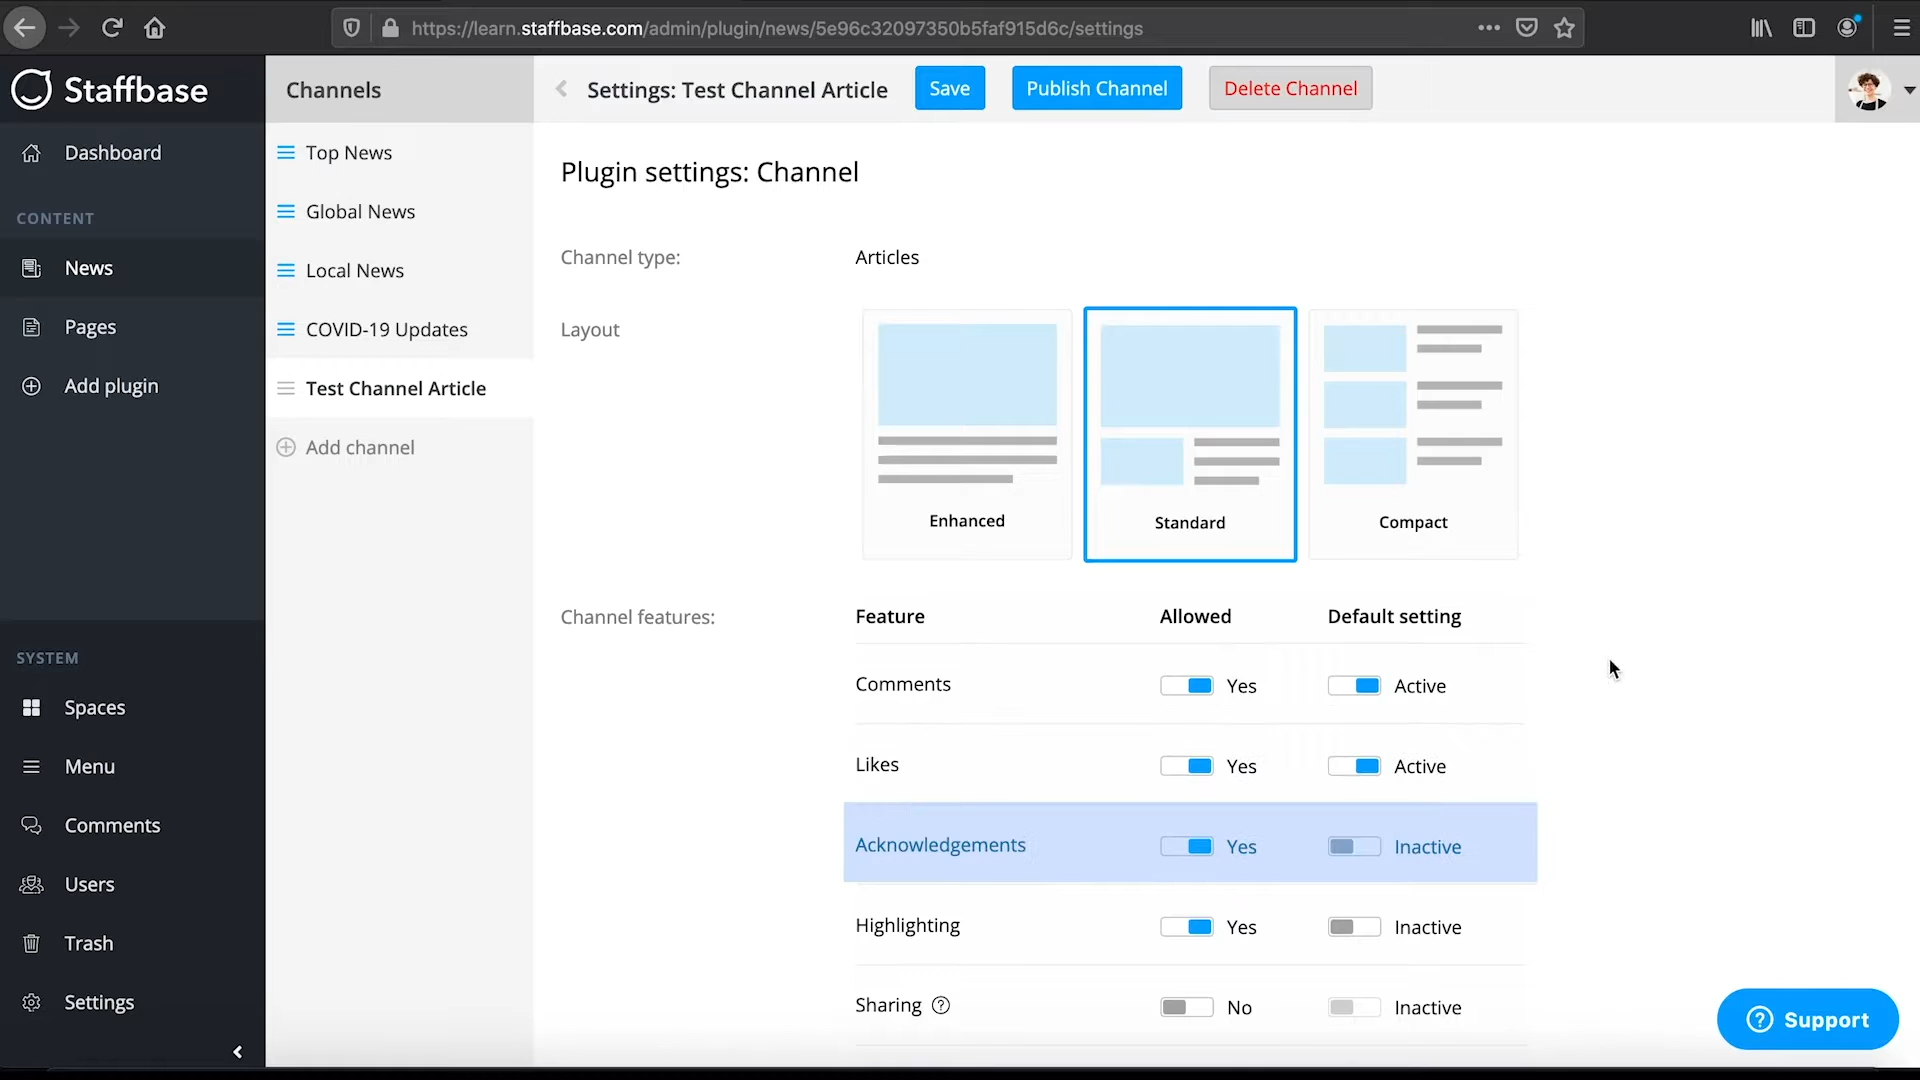 https://learn.staffbase.com/admin/plugin/news/5e96c32097350b5faf915d6c/settings
Staffbase
Channels
Settings: Test Channel Article
Save
Publish Channel
Delete Channel
Dashboard
CONTENT
News
Pages
Add plugin
SYSTEM
Spaces
Menu
Comments
Users
Trash
Settings
Top News
Global News
Local News
COVID-19 Updates
Test Channel Article
Add channel
Plugin settings: Channel
Channel type: Articles
Layout
Enhanced
Standard
Compact
Channel features:
Feature Allowed Default setting
Comments Yes Active
Likes Yes Active
Acknowledgements Yes Inactive
Highlighting Yes Inactive
Sharing ? No Inactive
? Support